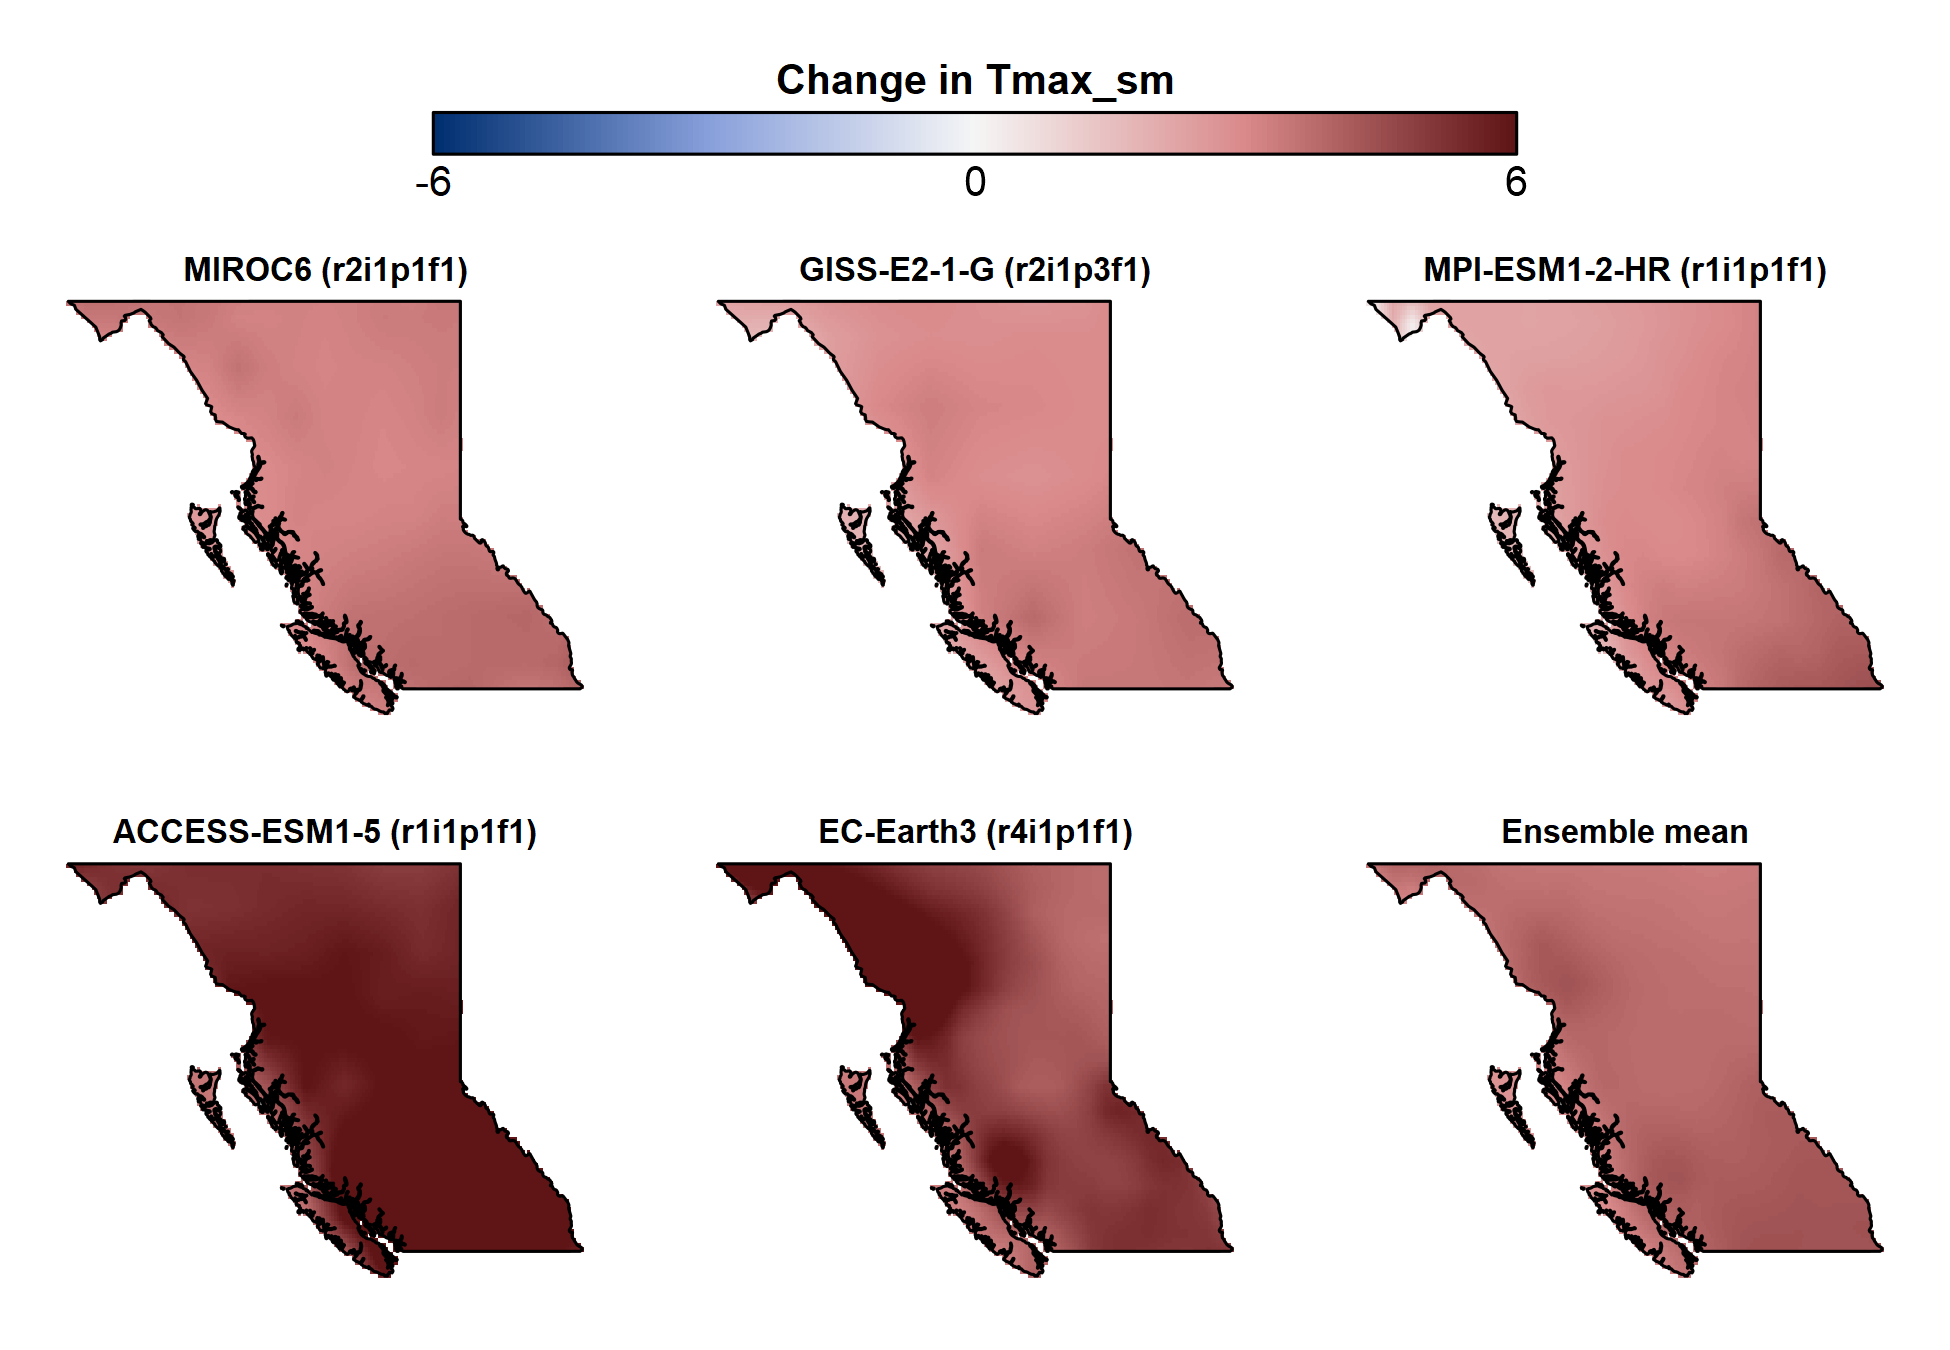 Change in Tmax_sm
-6 0 6
MIROC6 (r2i1p1f1) GISS-E2-1-G (r2i1p3f1) MPI-ESM1-2-HR (r1i1p1f1)
ACCESS-ESM1-5 (r1i1p1f1) EC-Earth3 (r4i1p1f1) Ensemble mean